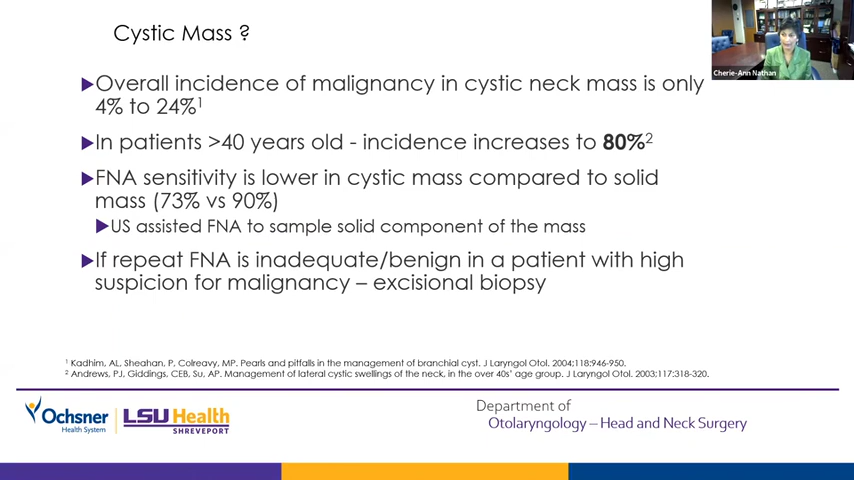 Cystic Mass ?
Cherie-Ann Nathan
▶Overall incidence of malignancy in cystic neck mass is only
4% to 24%¹
▶In patients >40 years old - incidence increases to 80%²
▶FNA sensitivity is lower in cystic mass compared to solid
mass (73% vs 90%)
▶US assisted FNA to sample solid component of the mass
▶If repeat FNA is inadequate/benign in a patient with high
suspicion for malignancy – excisional biopsy
¹ Kadhim, AL, Sheahan, P, Colreavy, MP. Pearls and pitfalls in the management of branchial cyst. J Laryngol Otol. 2004;118:946-950.
² Andrews, PJ, Giddings, CEB, Su, AP. Management of lateral cystic swellings of the neck, in the over 40s' age group. J Laryngol Otol. 2003;117:318-320.
Ochsner
Health System
LSU Health
SHREVEPORT
Department of
Otolaryngology – Head and Neck Surgery